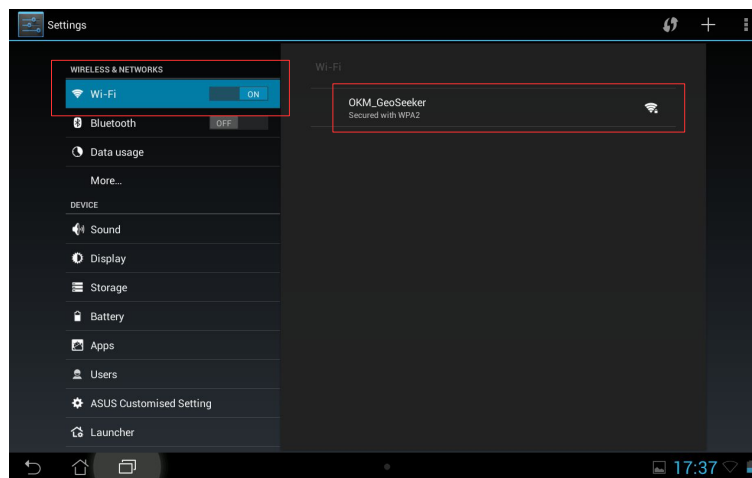 Settings
WIRELESS & NETWORKS
Wi-Fi
ON
Bluetooth
OFF
Data usage
More...
DEVICE
Sound
Display
Storage
Battery
Apps
Users
ASUS Customised Setting
Launcher
Wi-Fi
OKM_GeoSeeker
Secured with WPA2
17:37